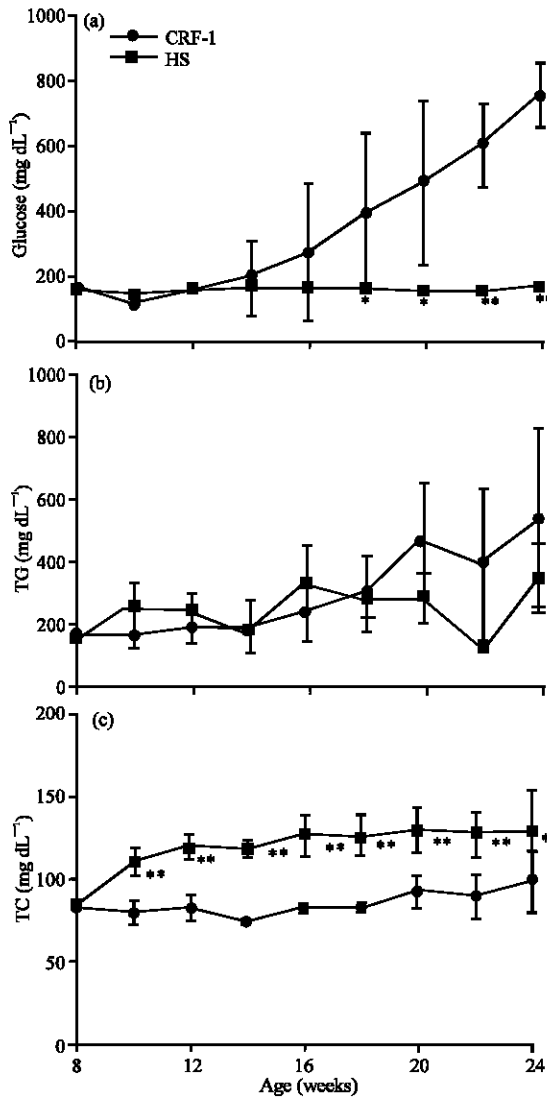 (a)
CRF-1
HS
Glucose (mg dL⁻¹)
1000
800
600
400
200
0
* * ** **
(b)
TG (mg dL⁻¹)
1000
800
600
400
200
0
(c)
TC (mg dL⁻¹)
200
150
100
50
0
** ** ** ** ** ** ** *
8 12 16 20 24
Age (weeks)